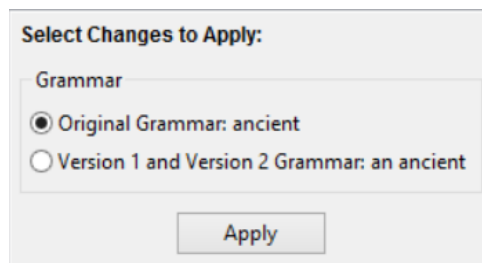 Select Changes to Apply:
Grammar
Original Grammar: ancient
Version 1 and Version 2 Grammar: an ancient
Apply